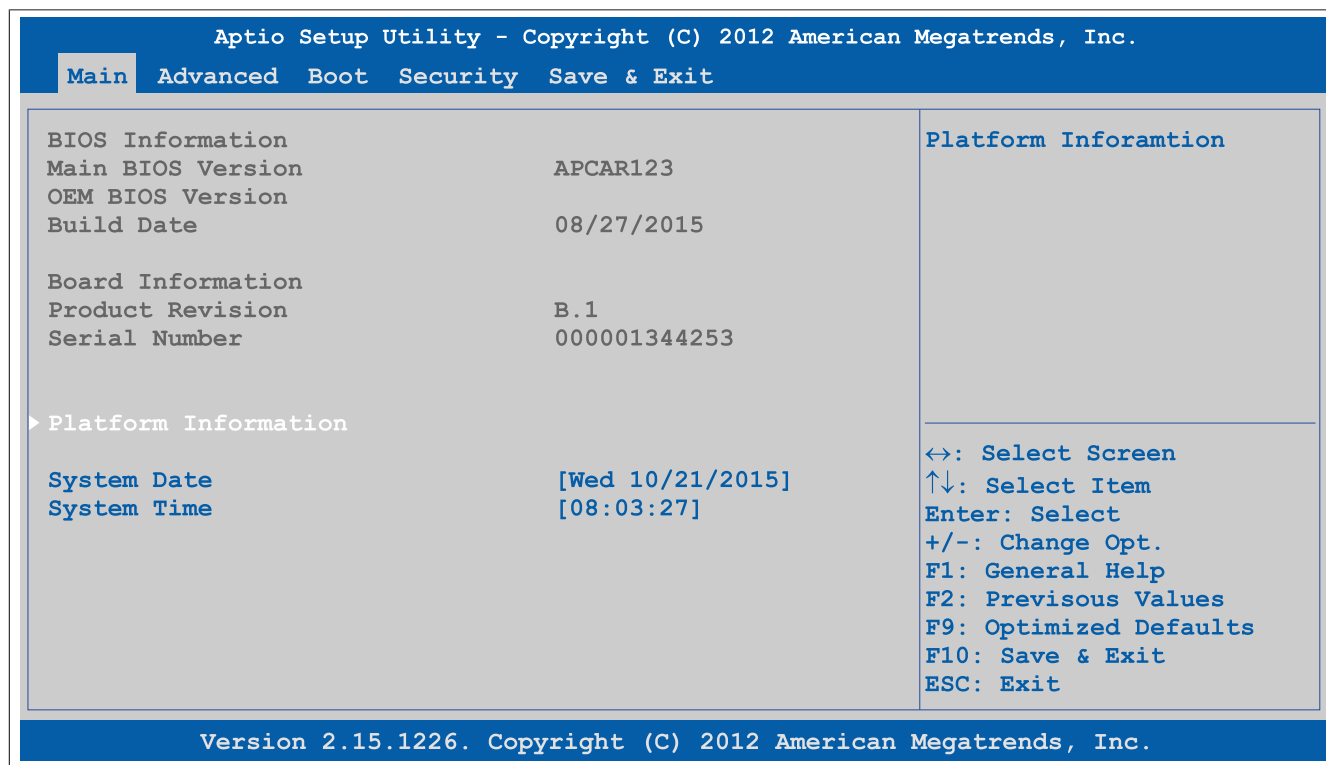 Aptio Setup Utility - Copyright (C) 2012 American Megatrends, Inc.
Main Advanced Boot Security Save & Exit
BIOS Information
Main BIOS Version APCAR123
OEM BIOS Version
Build Date 08/27/2015
Board Information
Product Revision B.1
Serial Number 000001344253
Platform Information
System Date [Wed 10/21/2015]
System Time [08:03:27]
Platform Inforamtion
↔: Select Screen
↑↓: Select Item
Enter: Select
+/-: Change Opt.
F1: General Help
F2: Previsous Values
F9: Optimized Defaults
F10: Save & Exit
ESC: Exit
Version 2.15.1226. Copyright (C) 2012 American Megatrends, Inc.